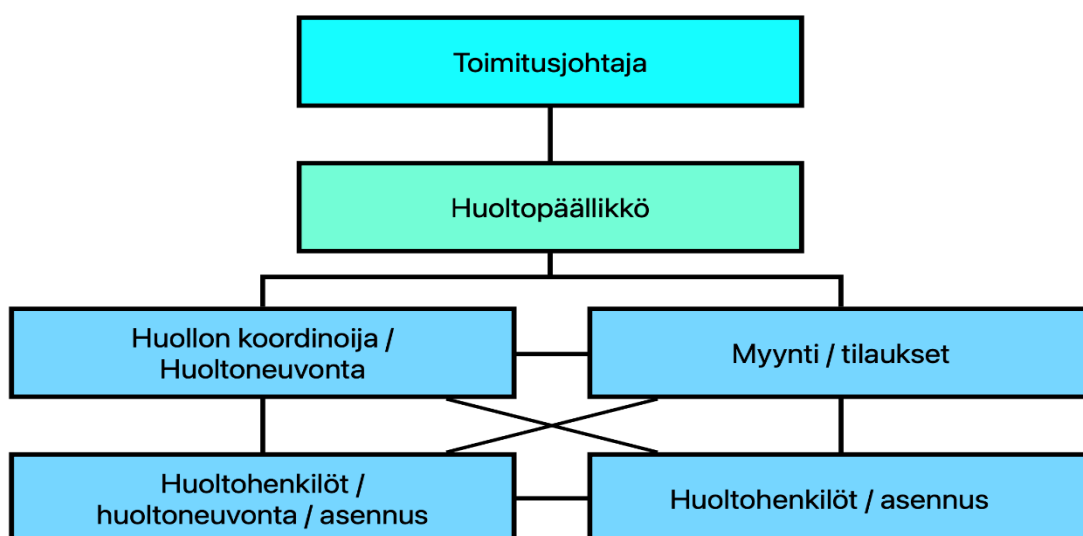 Toimitusjohtaja
Huoltopäällikkö
Huollon koordinoija /
Huoltoneuvonta
Myynti / tilaukset
Huoltohenkilöt /
huoltoneuvonta / asennus
Huoltohenkilöt / asennus